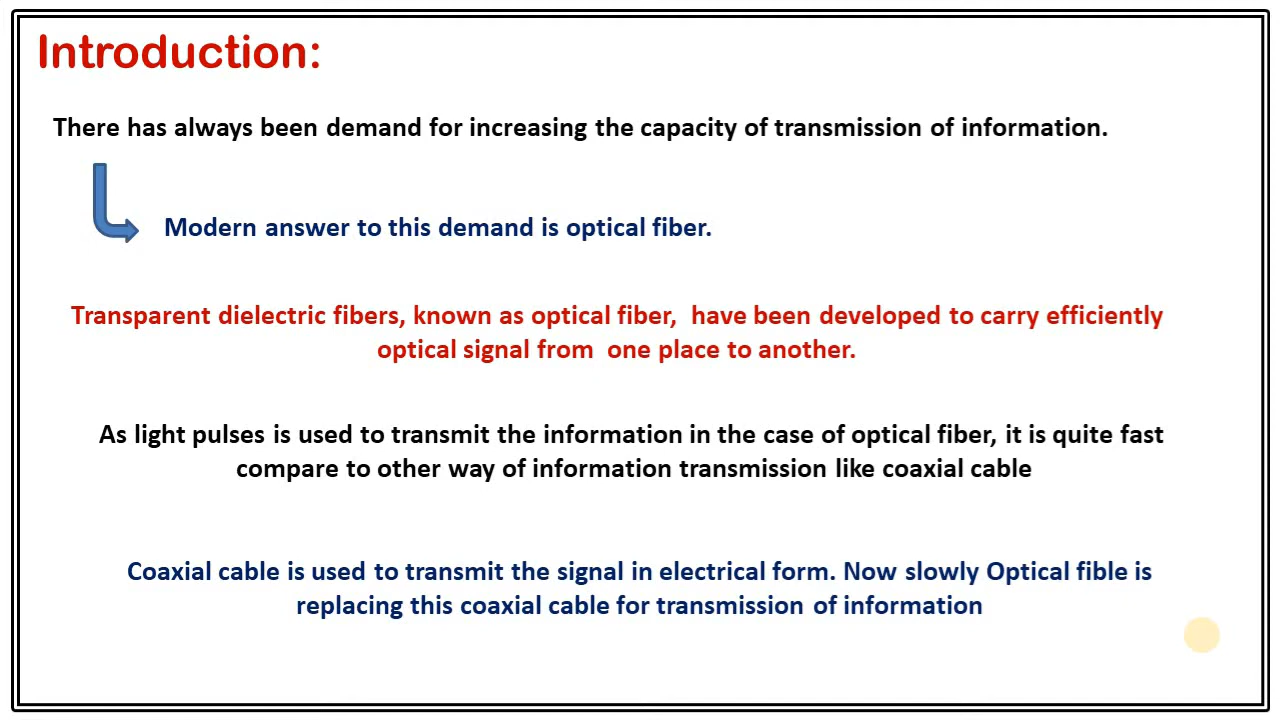 Introduction:
There has always been demand for increasing the capacity of transmission of information.
Modern answer to this demand is optical fiber.
Transparent dielectric fibers, known as optical fiber, have been developed to carry efficiently
optical signal from one place to another.
As light pulses is used to transmit the information in the case of optical fiber, it is quite fast
compare to other way of information transmission like coaxial cable
Coaxial cable is used to transmit the signal in electrical form. Now slowly Optical fible is
replacing this coaxial cable for transmission of information